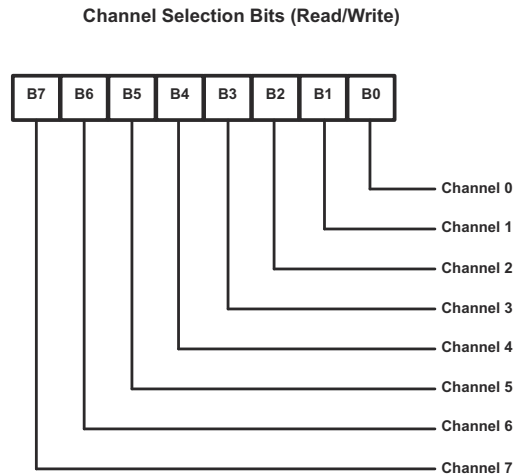 Channel Selection Bits (Read/Write)
B7 B6 B5 B4 B3 B2 B1 B0
Channel 0
Channel 1
Channel 2
Channel 3
Channel 4
Channel 5
Channel 6
Channel 7